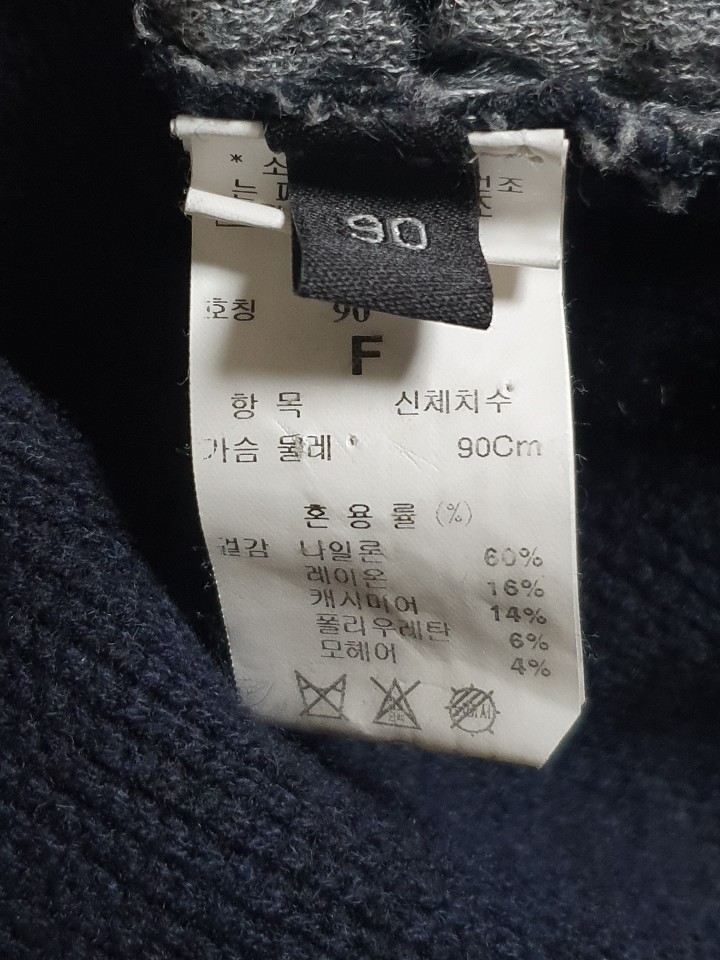 90
호칭 90
F
항 목 신체치수
가슴 둘레 90Cm
혼 용 률 (%)
겉감 나일론 60%
레이온 16%
캐시미어 14%
폴리우레탄 6%
모헤어 4%